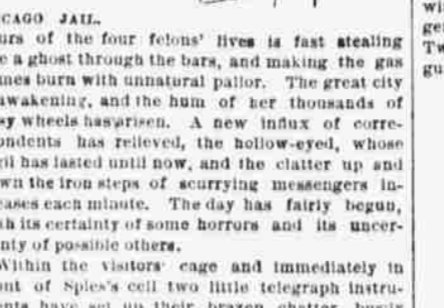 CAGO JAIL.
urs of the four felons' lives is fast stealing
e a ghost through the bars, and making the gas
mes burn with unnatural pallor. The great city
awakening, and the hum of her thousands of
sy wheels has arisen. A new influx of corre-
ondents has relieved, the hollow-eyed, whose
gil has lasted until now, and the clatter up and
wn the iron steps of scurrying messengers in-
eases each minute. The day has fairly begun,
th its certainty of some horrors and its uncer-
nty of possible others.
Within the visitors' cage and immediately in
ont of Spies's cell two little telegraph instru-
ents have set up their brazen chatter
wi
ge
Tw
gu